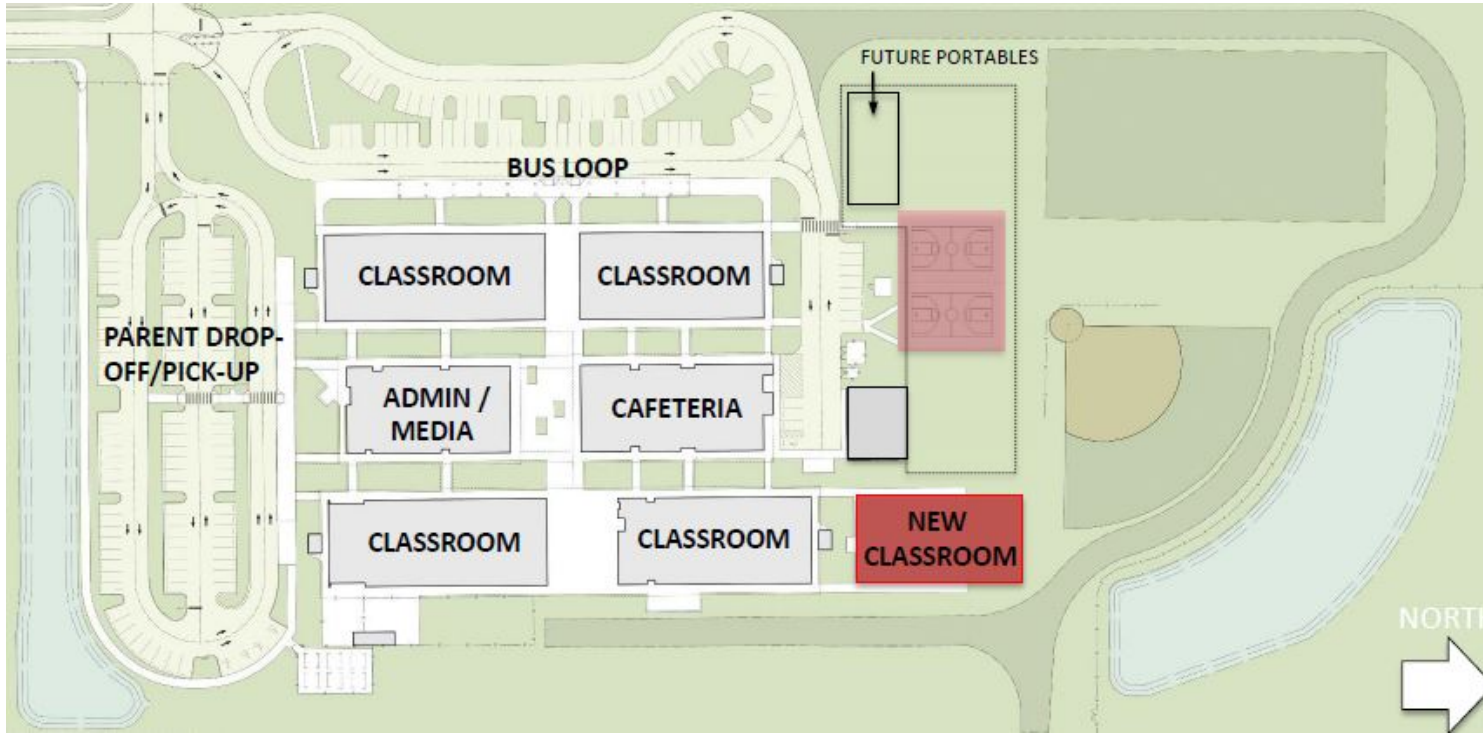 FUTURE PORTABLES
BUS LOOP
CLASSROOM
CLASSROOM
PARENT DROP-
OFF/PICK-UP
ADMIN /
MEDIA
CAFETERIA
CLASSROOM
CLASSROOM
NEW
CLASSROOM
NORTH